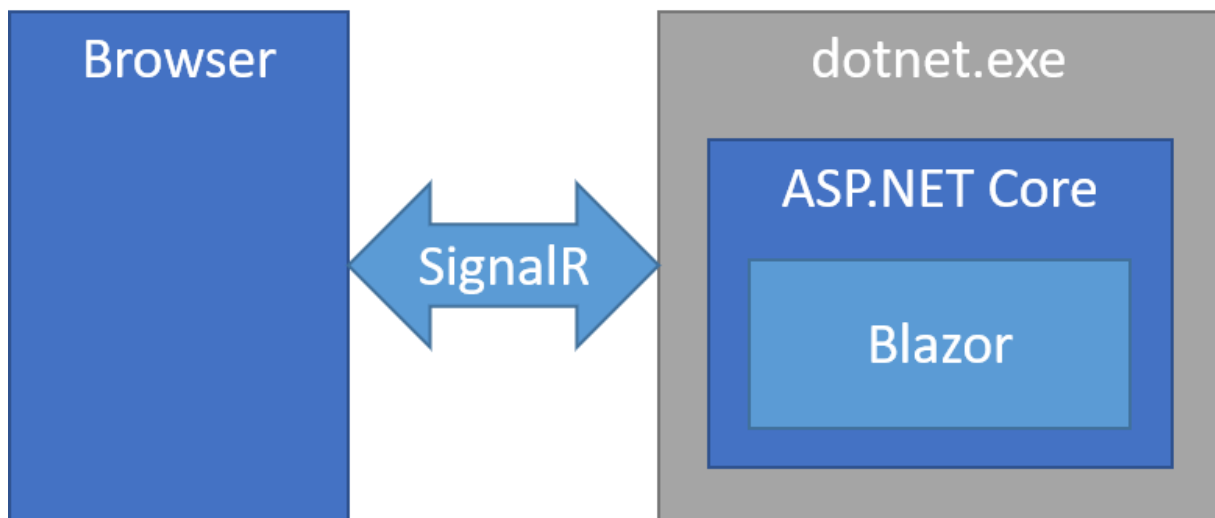 Browser
SignalR
dotnet.exe
ASP.NET Core
Blazor